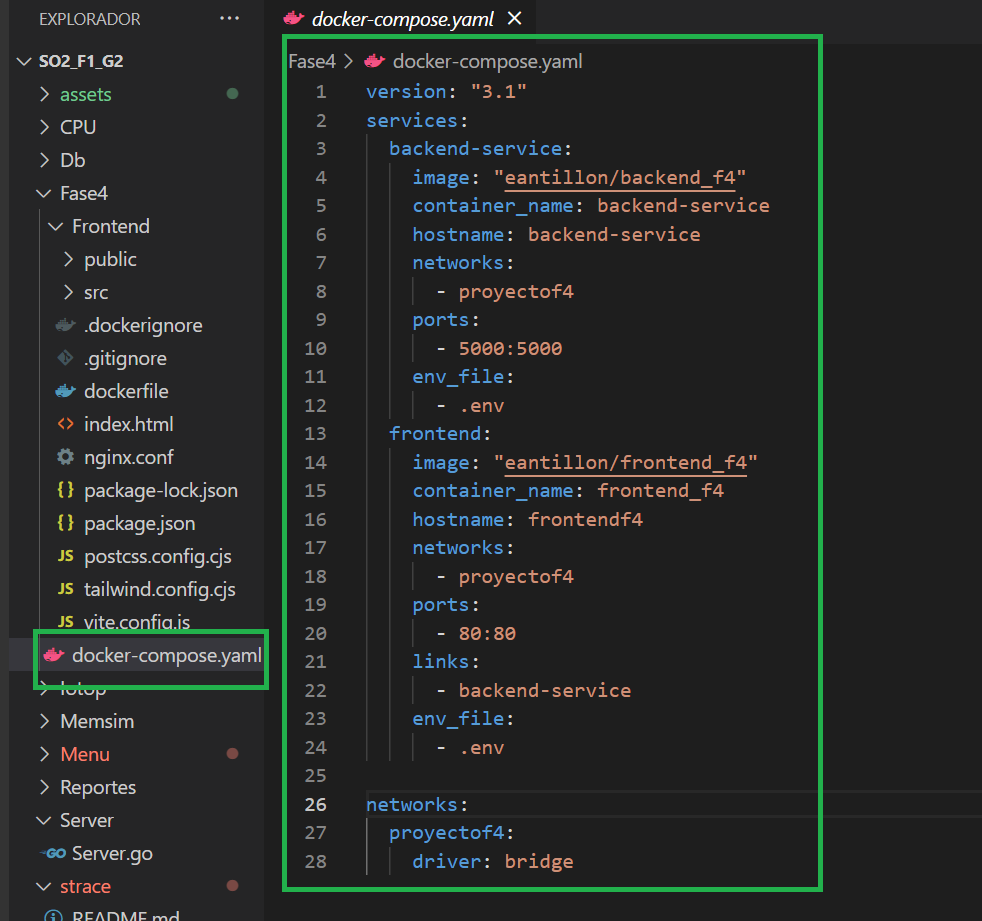 EXPLORADOR ···
SO2_F1_G2
assets
CPU
Db
Fase4
Frontend
public
src
.dockerignore
.gitignore
dockerfile
index.html
nginx.conf
{} package-lock.json
{} package.json
JS postcss.config.cjs
JS tailwind.config.cjs
JS vite.config.js
docker-compose.yaml
Iotop
Memsim
Menu
Reportes
Server
GO Server.go
strace
README.md
docker-compose.yaml
Fase4 > docker-compose.yaml
1 version: "3.1"
2 services:
3 backend-service:
4 image: "eantillon/backend_f4"
5 container_name: backend-service
6 hostname: backend-service
7 networks:
8 - proyectof4
9 ports:
10 - 5000:5000
11 env_file:
12 - .env
13 frontend:
14 image: "eantillon/frontend_f4"
15 container_name: frontend_f4
16 hostname: frontendf4
17 networks:
18 - proyectof4
19 ports:
20 - 80:80
21 links:
22 - backend-service
23 env_file:
24 - .env
25
26 networks:
27 proyectof4:
28 driver: bridge